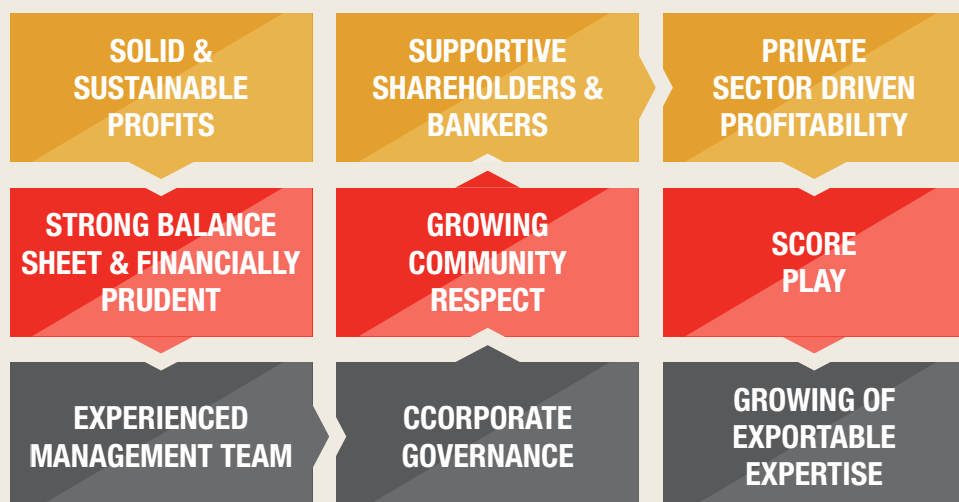 SOLID &
SUSTAINABLE
PROFITS
SUPPORTIVE
SHAREHOLDERS &
BANKERS
PRIVATE
SECTOR DRIVEN
PROFITABILITY
STRONG BALANCE
SHEET & FINANCIALLY
PRUDENT
GROWING
COMMUNITY
RESPECT
SCORE
PLAY
EXPERIENCED
MANAGEMENT TEAM
CCORPORATE
GOVERNANCE
GROWING OF
EXPORTABLE
EXPERTISE